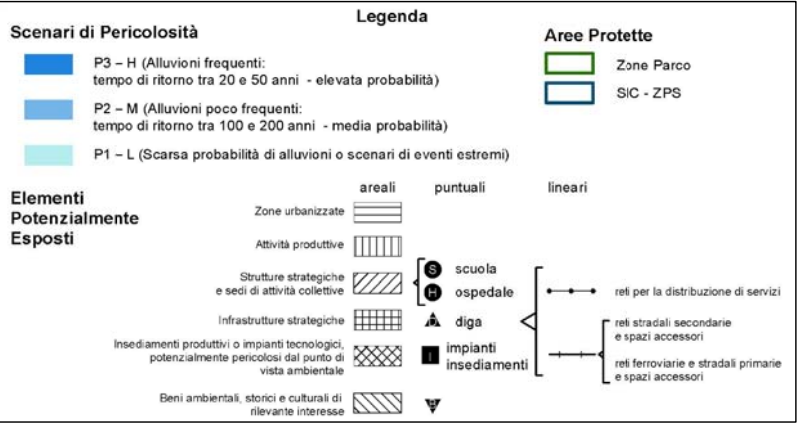 Legenda
Scenari di Pericolosità
P3 – H (Alluvioni frequenti:
tempo di ritorno tra 20 e 50 anni - elevata probabilità)
P2 – M (Alluvioni poco frequenti:
tempo di ritorno tra 100 e 200 anni - media probabilità)
P1 – L (Scarsa probabilità di alluvioni o scenari di eventi estremi)
Aree Protette
Zone Parco
SIC - ZPS
Elementi
Potenzialmente
Esposti
areali
puntuali
lineari
Zone urbanizzate
Attività produttive
Strutture strategiche
e sedi di attività collettive
Infrastrutture strategiche
Insediamenti produttivi o impianti tecnologici,
potenzialmente pericolosi dal punto di
vista ambientale
Beni ambientali, storici e culturali di
rilevante interesse
S scuola
H ospedale
D diga
I impianti
insediamenti
B
reti per la distribuzione di servizi
reti stradali secondarie
e spazi accessori
reti ferroviarie e stradali primarie
e spazi accessori